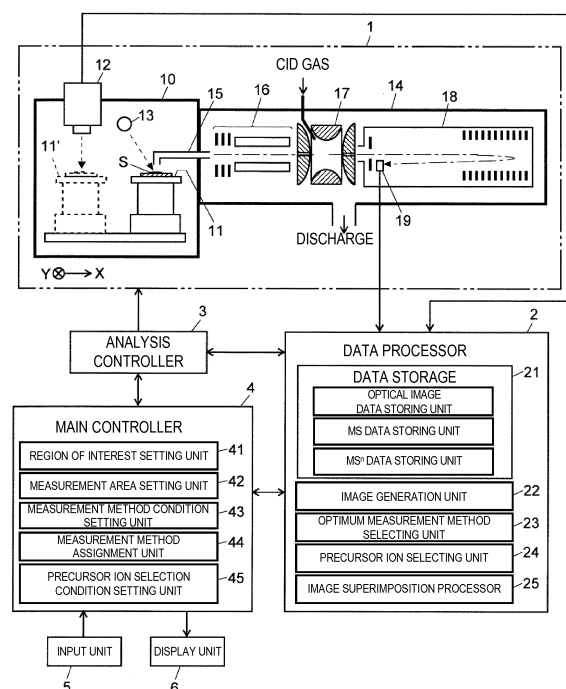 1
12
10
CID GAS
13
15
16
17
14
18
11'
S
11
DISCHARGE
19
Y X
3
2
ANALYSIS
CONTROLLER
DATA PROCESSOR
21
DATA STORAGE
OPTICAL IMAGE
DATA STORING UNIT
MS DATA STORING UNIT
MSⁿ DATA STORING UNIT
IMAGE GENERATION UNIT
22
OPTIMUM MEASUREMENT METHOD
SELECTING UNIT
23
PRECURSOR ION SELECTING UNIT
24
IMAGE SUPERIMPOSITION PROCESSOR
25
4
MAIN CONTROLLER
REGION OF INTEREST SETTING UNIT
41
MEASUREMENT AREA SETTING UNIT
42
MEASUREMENT METHOD CONDITION
SETTING UNIT
43
MEASUREMENT METHOD
ASSIGNMENT UNIT
44
PRECURSOR ION SELECTION
CONDITION SETTING UNIT
45
INPUT UNIT
DISPLAY UNIT
5
6